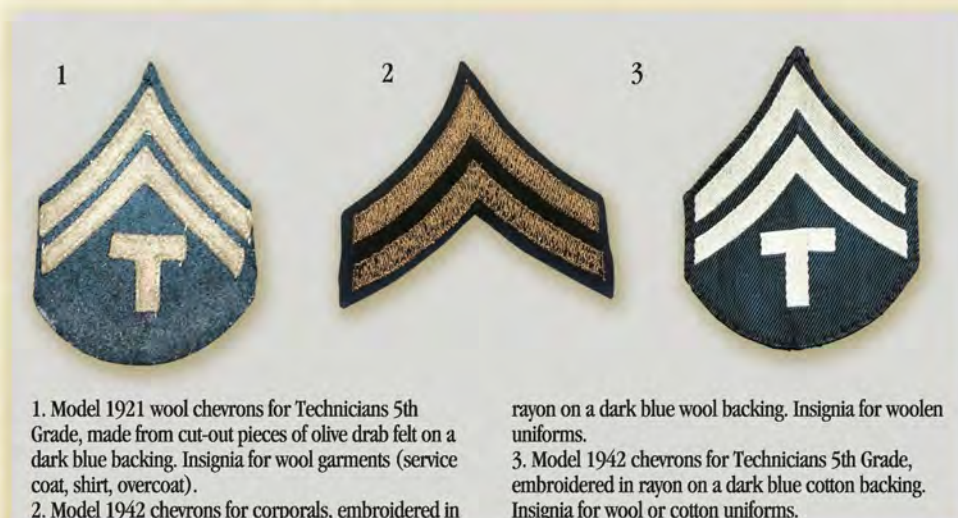 1
2
3
T
T
1. Model 1921 wool chevrons for Technicians 5th
Grade, made from cut-out pieces of olive drab felt on a
dark blue backing. Insignia for wool garments (service
coat, shirt, overcoat).
2. Model 1942 chevrons for corporals, embroidered in
rayon on a dark blue wool backing. Insignia for woolen
uniforms.
3. Model 1942 chevrons for Technicians 5th Grade,
embroidered in rayon on a dark blue cotton backing.
Insignia for wool or cotton uniforms.